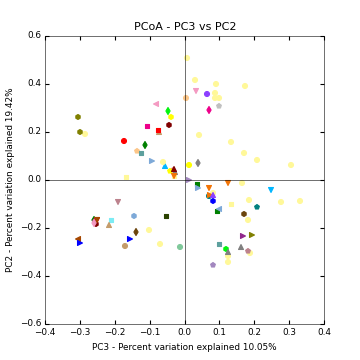 PCoA - PC3 vs PC2
0.6
0.4
0.2
0.0
−0.2
−0.4
−0.6
PC2 - Percent variation explained 19.42%
−0.4 −0.3 −0.2 −0.1 0.0 0.1 0.2 0.3 0.4
PC3 - Percent variation explained 10.05%